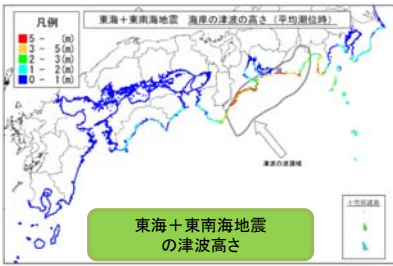 東海+東南海地震 海岸の津波の高さ(平均潮位時)
凡例
5 - (m)
3 - 5(m)
2 - 3(m)
1 - 2(m)
0 - 1(m)
津波の波源域
小笠原諸島
東海+東南海地震
の津波高さ